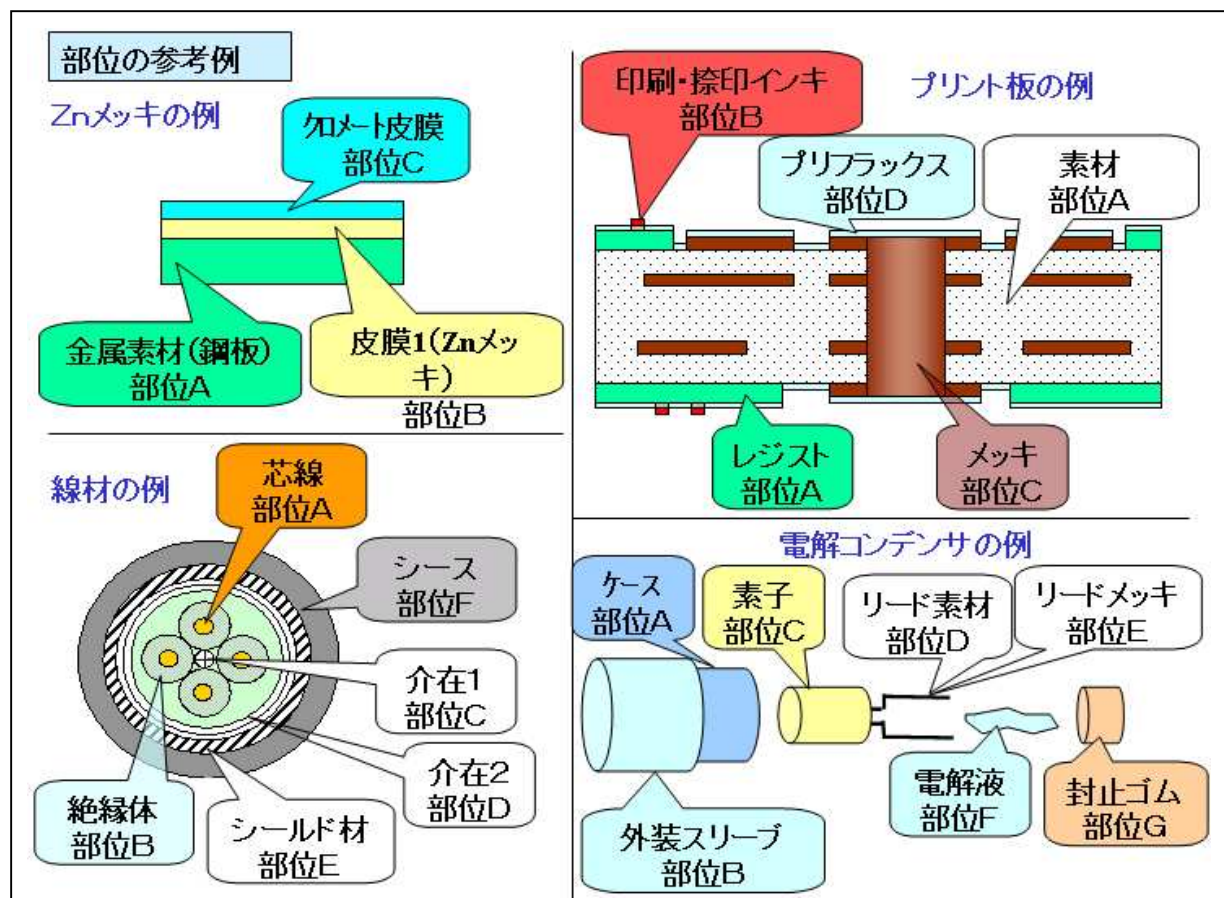 部位の参考例
Znメッキの例
クロメート皮膜
部位C
金属素材(鋼板)
部位A
皮膜1(Znメッ
キ)
部位B
プリント板の例
印刷・捺印インキ
部位B
プリフラックス
部位D
素材
部位A
レジスト
部位A
メッキ
部位C
線材の例
芯線
部位A
シース
部位F
介在1
部位C
介在2
部位D
絶縁体
部位B
シールド材
部位E
電解コンデンサの例
ケース
部位A
素子
部位C
リード素材
部位D
リードメッキ
部位E
外装スリーブ
部位B
電解液
部位F
封止ゴム
部位G